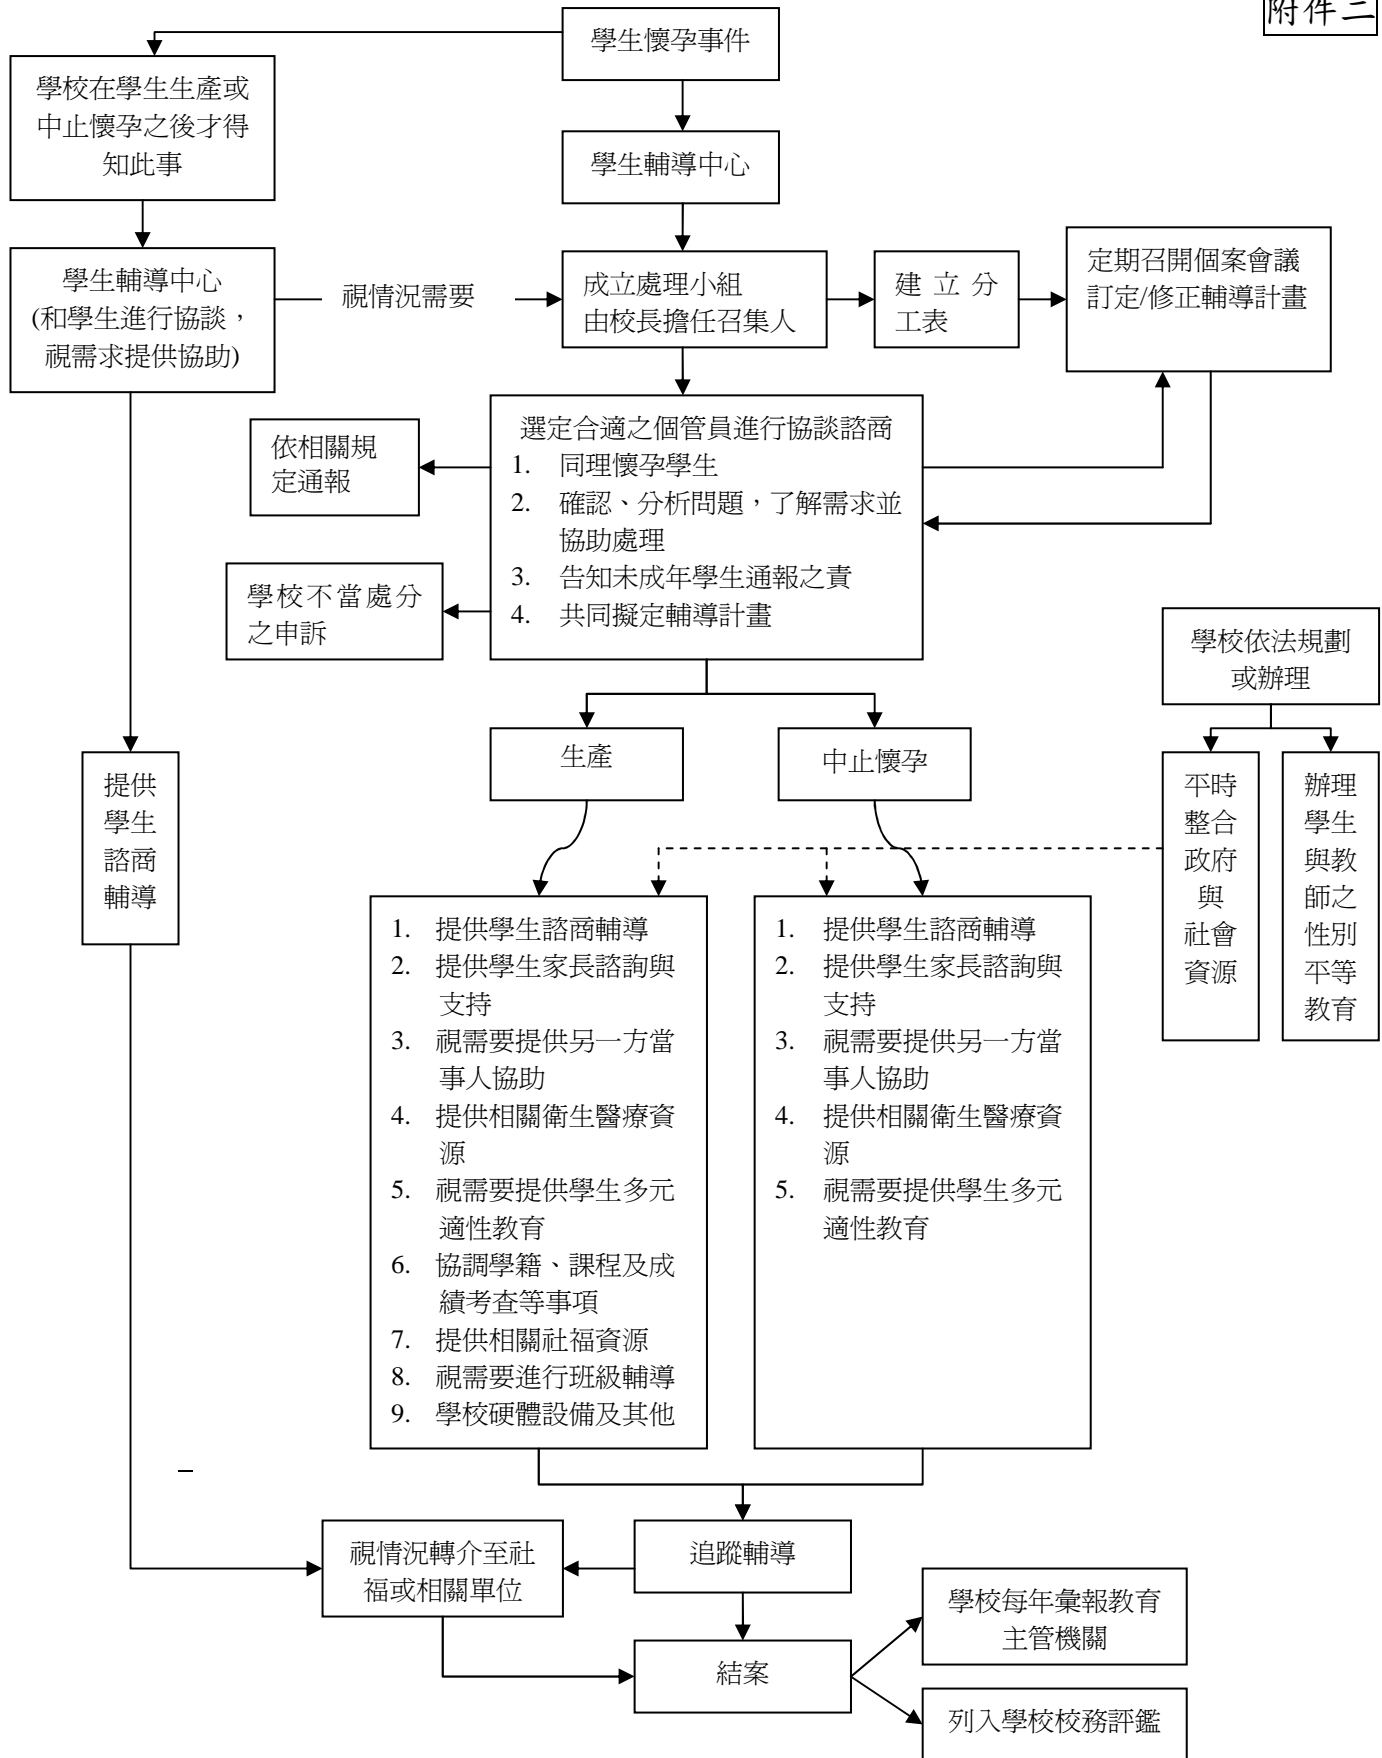 附件三
學生懷孕事件
學校在學生生產或
中止懷孕之後才得
知此事
學生輔導中心
學生輔導中心
(和學生進行協談，
視需求提供協助)
視情況需要
成立處理小組
由校長擔任召集人
建立分
工表
定期召開個案會議
訂定/修正輔導計畫
選定合適之個管員進行協談諮商
1. 同理懷孕學生
2. 確認、分析問題，了解需求並
協助處理
3. 告知未成年學生通報之責
4. 共同擬定輔導計畫
依相關規
定通報
學校不當處分
之申訴
學校依法規劃
或辦理
生產
中止懷孕
提供
學生
諮商
輔導
平時
整合
政府
與
社會
資源
辦理
學生
與教
師之
性別
平等
教育
1. 提供學生諮商輔導
2. 提供學生家長諮詢與
支持
3. 視需要提供另一方當
事人協助
4. 提供相關衛生醫療資
源
5. 視需要提供學生多元
適性教育
6. 協調學籍、課程及成
績考查等事項
7. 提供相關社福資源
8. 視需要進行班級輔導
9. 學校硬體設備及其他
1. 提供學生諮商輔導
2. 提供學生家長諮詢與
支持
3. 視需要提供另一方當
事人協助
4. 提供相關衛生醫療資
源
5. 視需要提供學生多元
適性教育
視情況轉介至社
福或相關單位
追蹤輔導
結案
學校每年彙報教育
主管機關
列入學校校務評鑑